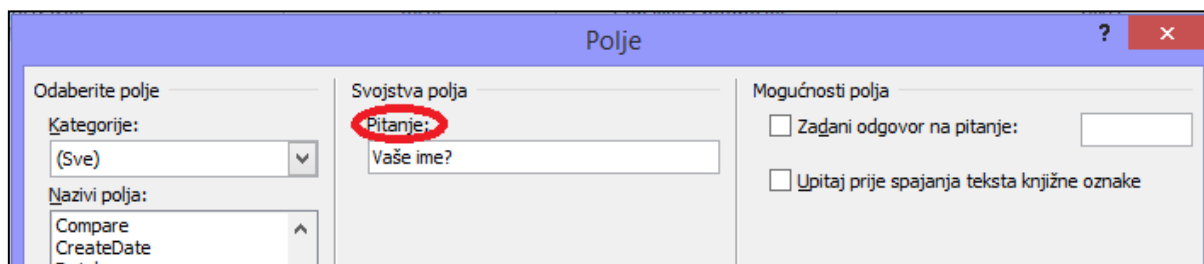 Polje
?
Odaberite polje
Kategorije:
(Sve)
Nazivi polja:
Compare
CreateDate
Svojstva polja
Pitanje:
Vaše ime?
Mogućnosti polja
Zadani odgovor na pitanje:
Upitaj prije spajanja teksta knjižne oznake